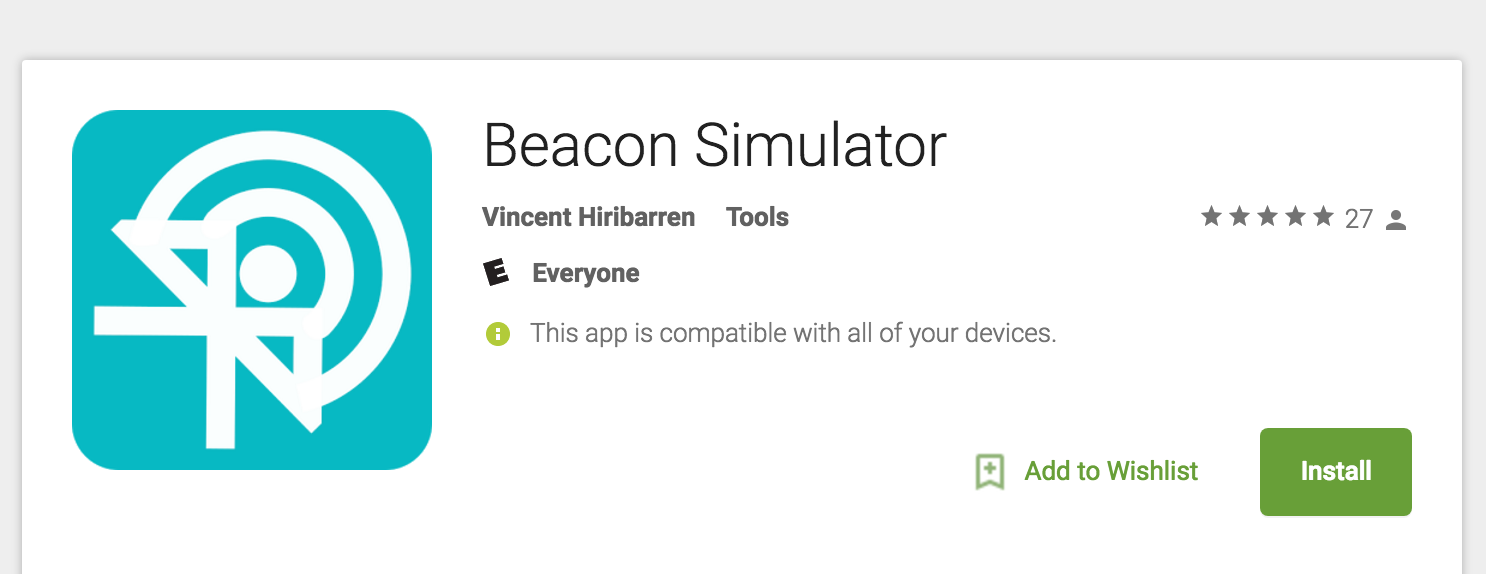 Beacon Simulator
Vincent Hiribarren Tools 27
E Everyone
This app is compatible with all of your devices.
Add to Wishlist Install